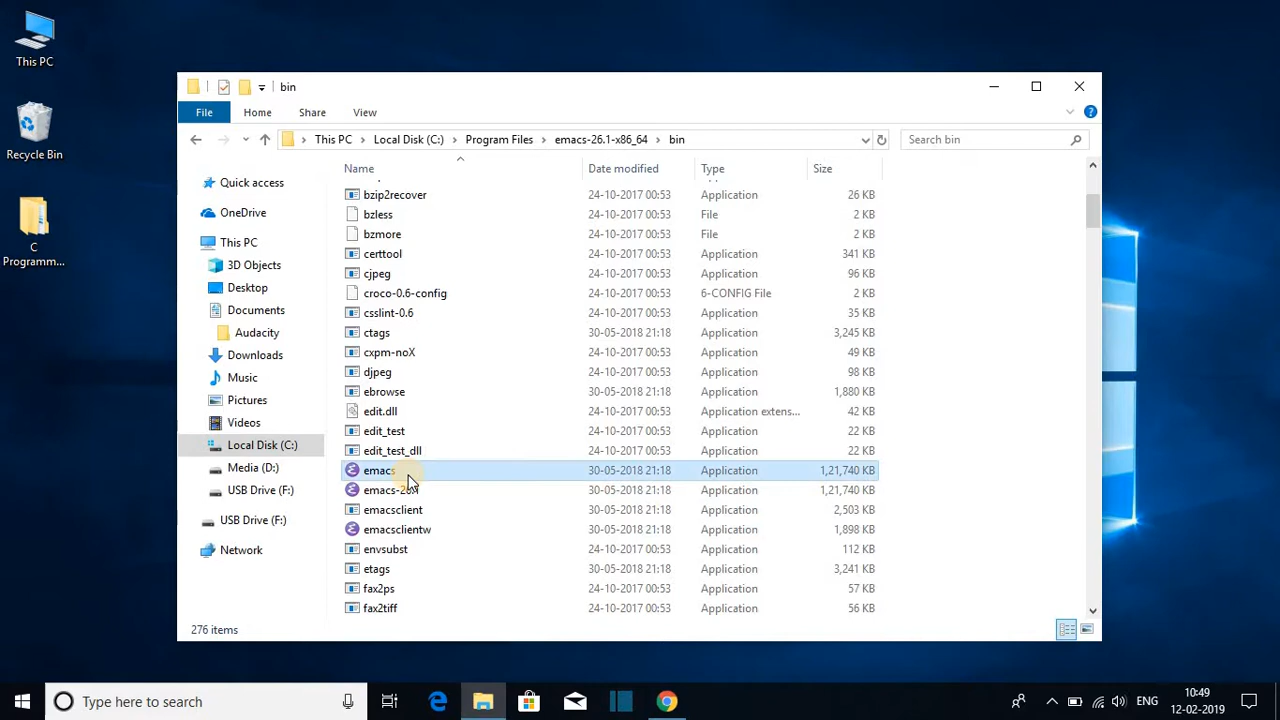 This PC
Recycle Bin
C
Programm...
bin
File Home Share View
This PC Local Disk (C:) Program Files emacs-26.1-x86_64 bin
Search bin
Name Date modified Type Size
Quick access
OneDrive
This PC
3D Objects
Desktop
Documents
Audacity
Downloads
Music
Pictures
Videos
Local Disk (C:)
Media (D:)
USB Drive (F:)
USB Drive (F:)
Network
bzip2recover 24-10-2017 00:53 Application 26 KB
bzless 24-10-2017 00:53 File 2 KB
bzmore 24-10-2017 00:53 File 2 KB
certtool 24-10-2017 00:53 Application 341 KB
cjpeg 24-10-2017 00:53 Application 96 KB
croco-0.6-config 24-10-2017 00:53 6-CONFIG File 2 KB
csslint-0.6 24-10-2017 00:53 Application 35 KB
ctags 30-05-2018 21:18 Application 3,245 KB
cxpm-noX 24-10-2017 00:53 Application 49 KB
djpeg 24-10-2017 00:53 Application 98 KB
ebrowse 30-05-2018 21:18 Application 1,880 KB
edit.dll 24-10-2017 00:53 Application extens... 42 KB
edit_test 24-10-2017 00:53 Application 22 KB
edit_test_dll 24-10-2017 00:53 Application 22 KB
emacs 30-05-2018 21:18 Application 1,21,740 KB
30-05-2018 21:18 Application 1,21,740 KB
emacsclient 30-05-2018 21:18 Application 2,503 KB
emacsclientw 30-05-2018 21:18 Application 1,898 KB
envsubst 24-10-2017 00:53 Application 112 KB
etags 30-05-2018 21:18 Application 3,241 KB
fax2ps 24-10-2017 00:53 Application 57 KB
fax2tiff 24-10-2017 00:53 Application 56 KB
276 items
Type here to search
ENG
10:49
12-02-2019